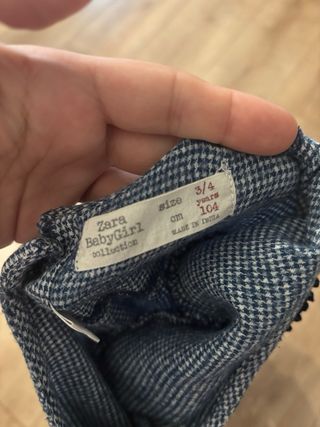 Zara
BabyGirl
collection
size
cm
3/4
years
104
MADE IN INDIA